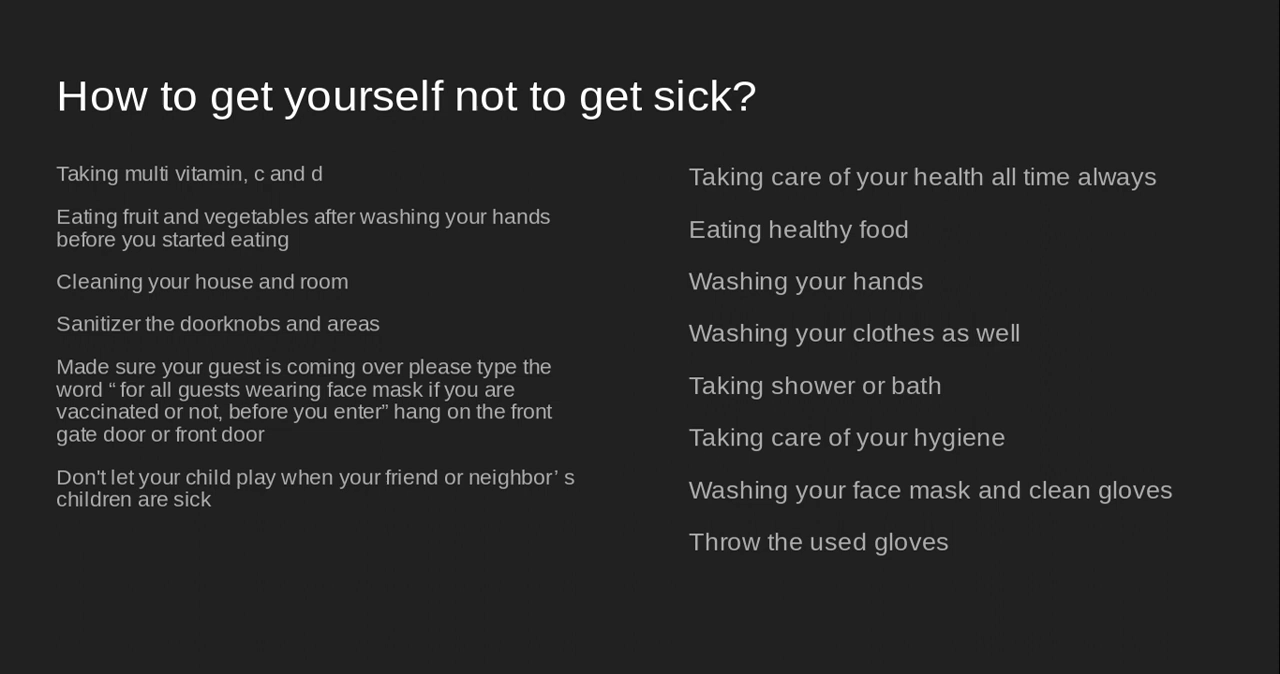 How to get yourself not to get sick?
Taking multi vitamin, c and d
Eating fruit and vegetables after washing your hands
before you started eating
Cleaning your house and room
Sanitizer the doorknobs and areas
Made sure your guest is coming over please type the
word “ for all guests wearing face mask if you are
vaccinated or not, before you enter” hang on the front
gate door or front door
Don't let your child play when your friend or neighbor’ s
children are sick
Taking care of your health all time always
Eating healthy food
Washing your hands
Washing your clothes as well
Taking shower or bath
Taking care of your hygiene
Washing your face mask and clean gloves
Throw the used gloves